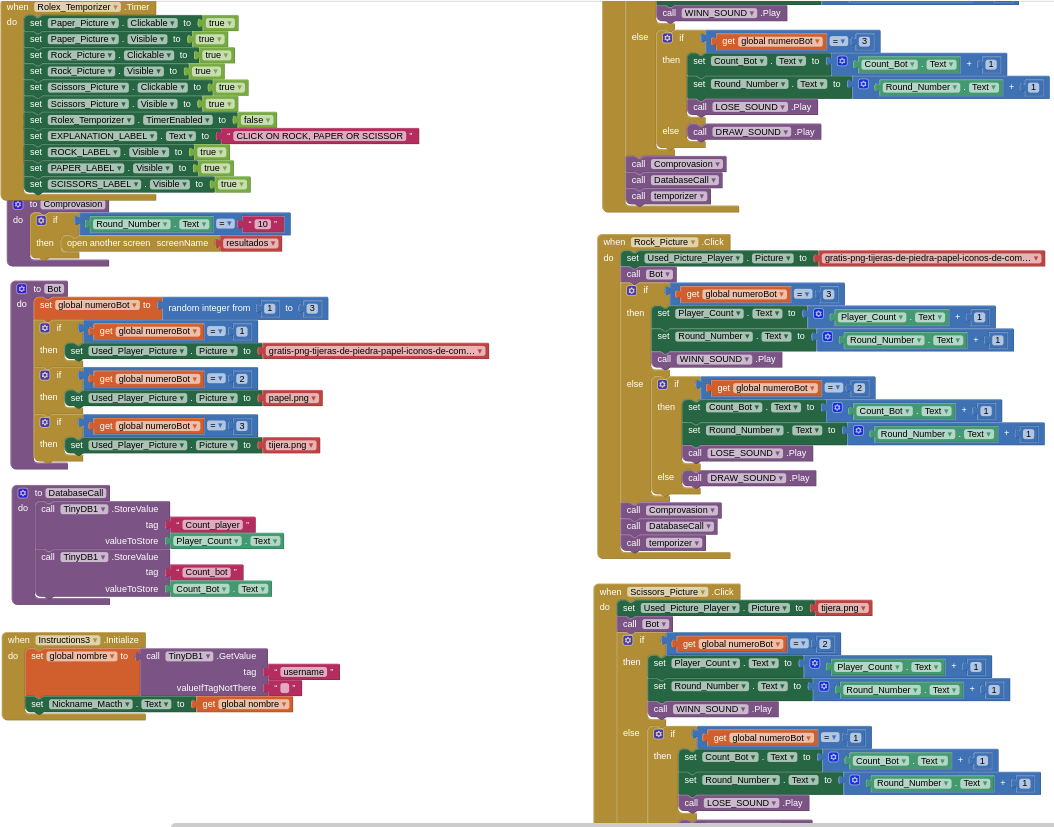 when Rolex_Temporizer .Timer
do set Paper_Picture . Clickable to true
set Paper_Picture . Visible to true
set Rock_Picture . Clickable to true
set Rock_Picture . Visible to true
set Scissors_Picture . Clickable to true
set Scissors_Picture . Visible to true
set Rolex_Temporizer . TimerEnabled to false
set EXPLANATION_LABEL . Text to " CLICK ON ROCK, PAPER OR SCISSOR "
set ROCK_LABEL . Visible to true
set PAPER_LABEL . Visible to true
set SCISSORS_LABEL . Visible to true
to Comprovasion
do if Round_Number . Text = " 10 "
then open another screen screenName resultados
to Bot
do set global numeroBot to random integer from 1 to 3
if get global numeroBot = 1
then set Used_Player_Picture . Picture to gratis-png-tijeras-de-piedra-papel-iconos-de-com...
if get global numeroBot = 2
then set Used_Player_Picture . Picture to papel.png
if get global numeroBot = 3
then set Used_Player_Picture . Picture to tijera.png
to DatabaseCall
do call TinyDB1 .StoreValue
tag " Count_player "
valueToStore Player_Count . Text
call TinyDB1 .StoreValue
tag " Count_bot "
valueToStore Count_Bot . Text
when Instructions3 .Initialize
do set global nombre to call TinyDB1 .GetValue
tag " username "
valueIfTagNotThere " "
set Nickname_Macth . Text to get global nombre
call WINN_SOUND .Play
else if get global numeroBot = 3
then set Count_Bot . Text to Count_Bot . Text + 1
set Round_Number . Text to Round_Number . Text + 1
call LOSE_SOUND .Play
else call DRAW_SOUND .Play
call Comprovasion
call DatabaseCall
call temporizer
when Rock_Picture .Click
do set Used_Picture_Player . Picture to gratis-png-tijeras-de-piedra-papel-iconos-de-com...
call Bot
if get global numeroBot = 3
then set Player_Count . Text to Player_Count . Text + 1
set Round_Number . Text to Round_Number . Text + 1
call WINN_SOUND .Play
else if get global numeroBot = 2
then set Count_Bot . Text to Count_Bot . Text + 1
set Round_Number . Text to Round_Number . Text + 1
call LOSE_SOUND .Play
else call DRAW_SOUND .Play
call Comprovasion
call DatabaseCall
call temporizer
when Scissors_Picture .Click
do set Used_Picture_Player . Picture to tijera.png
call Bot
if get global numeroBot = 2
then set Player_Count . Text to Player_Count . Text + 1
set Round_Number . Text to Round_Number . Text + 1
call WINN_SOUND .Play
else if get global numeroBot = 1
then set Count_Bot . Text to Count_Bot . Text + 1
set Round_Number . Text to Round_Number . Text + 1
call LOSE_SOUND .Play